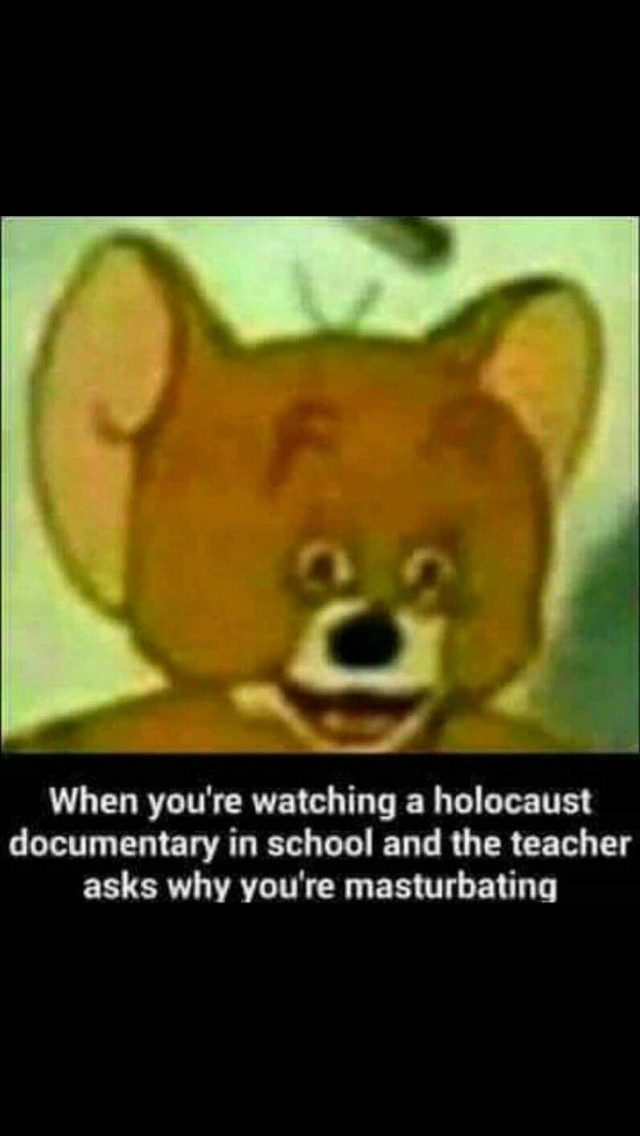 When you're watching a holocaust
documentary in school and the teacher
asks why you're masturbating